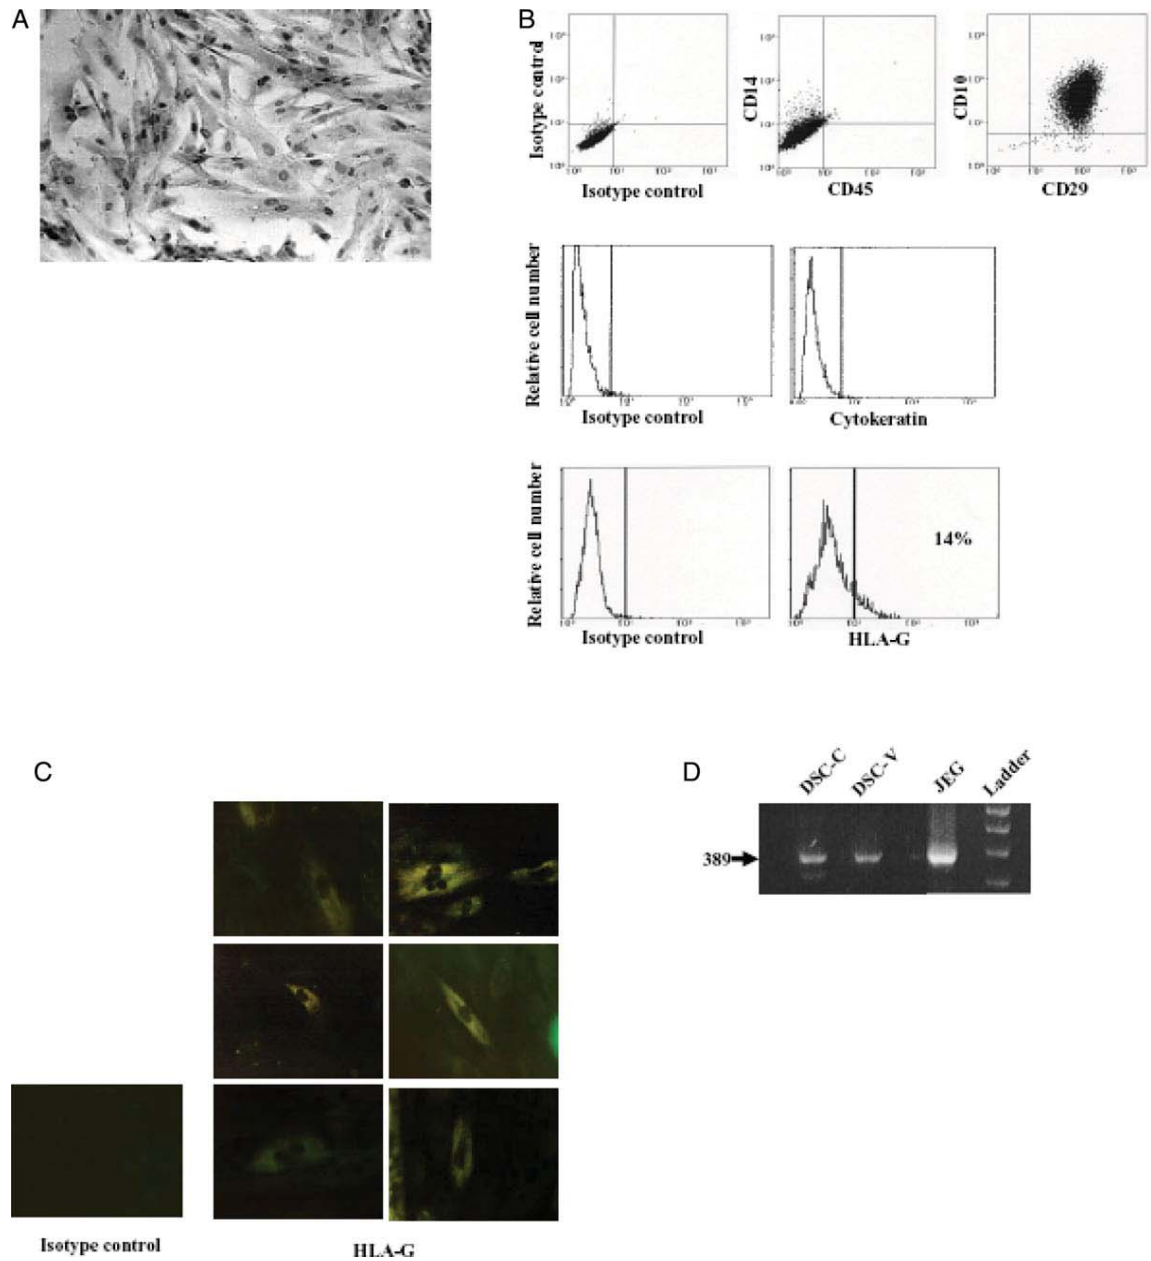 A
B
Isotype control
Isotype control
CD14
CD45
CD10
CD29
Relative cell number
Isotype control
Cytokeratin
Relative cell number
Isotype control
14%
HLA-G
C
Isotype control
HLA-G
D
DSC-C
DSC-V
JEG
Ladder
389